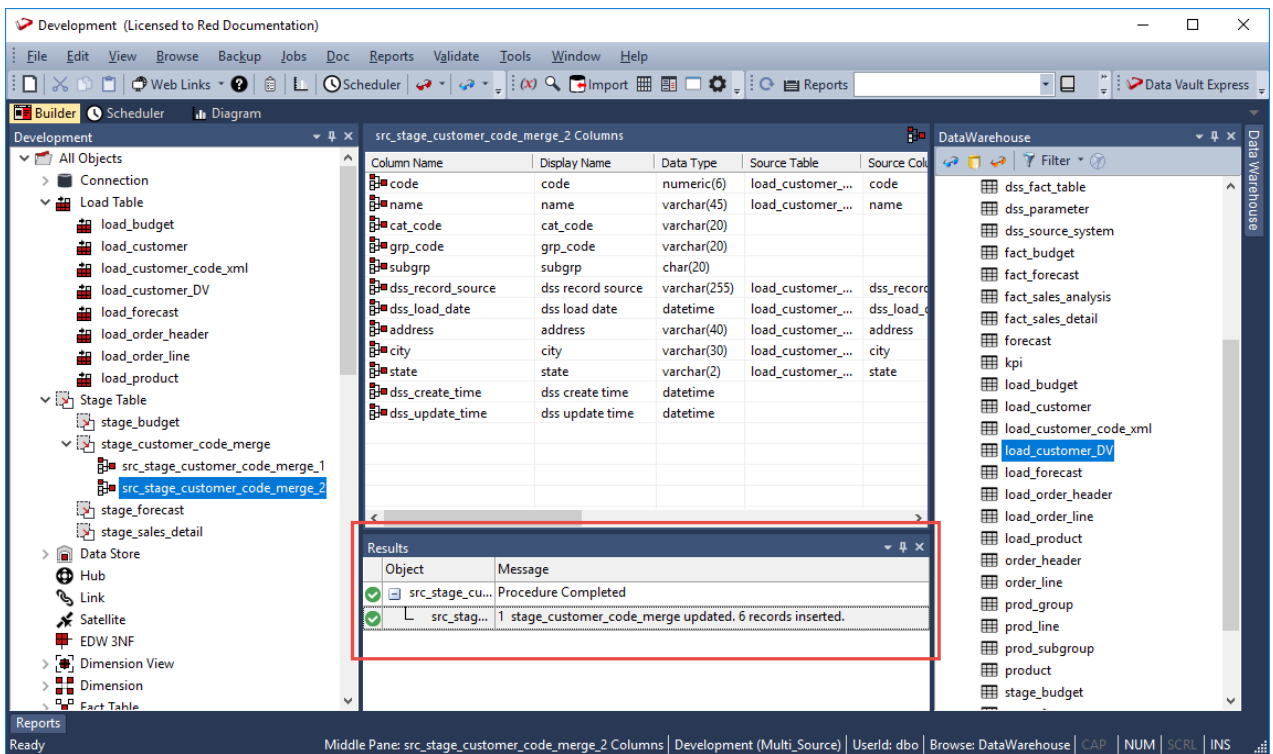 Development (Licensed to Red Documentation)
File Edit View Browse Backup Jobs Doc Reports Validate Tools Window Help
Web Links Scheduler (x) Import Reports Data Vault Express
Builder Scheduler Diagram
Development
All Objects
Connection
Load Table
load_budget
load_customer
load_customer_code_xml
load_customer_DV
load_forecast
load_order_header
load_order_line
load_product
Stage Table
stage_budget
stage_customer_code_merge
src_stage_customer_code_merge_1
src_stage_customer_code_merge_2
stage_forecast
stage_sales_detail
Data Store
Hub
Link
Satellite
EDW 3NF
Dimension View
Dimension
Fact Table
src_stage_customer_code_merge_2 Columns
Column Name Display Name Data Type Source Table Source Colu
code code numeric(6) load_customer_... code
name name varchar(45) load_customer_... name
cat_code cat_code varchar(20)
grp_code grp_code varchar(20)
subgrp subgrp char(20)
dss_record_source dss record source varchar(255) load_customer_... dss_record
dss_load_date dss load date datetime load_customer_... dss_load_d
address address varchar(40) load_customer_... address
city city varchar(30) load_customer_... city
state state varchar(2) load_customer_... state
dss_create_time dss create time datetime
dss_update_time dss update time datetime
Results
Object Message
src_stage_cu... Procedure Completed
src_stag... 1 stage_customer_code_merge updated. 6 records inserted.
DataWarehouse
Filter
dss_fact_table
dss_parameter
dss_source_system
fact_budget
fact_forecast
fact_sales_analysis
fact_sales_detail
forecast
kpi
load_budget
load_customer
load_customer_code_xml
load_customer_DV
load_forecast
load_order_header
load_order_line
load_product
order_header
order_line
prod_group
prod_line
prod_subgroup
product
stage_budget
Data Warehouse
Reports
Ready Middle Pane: src_stage_customer_code_merge_2 Columns Development (Multi_Source) UserId: dbo Browse: DataWarehouse CAP NUM SCRL INS